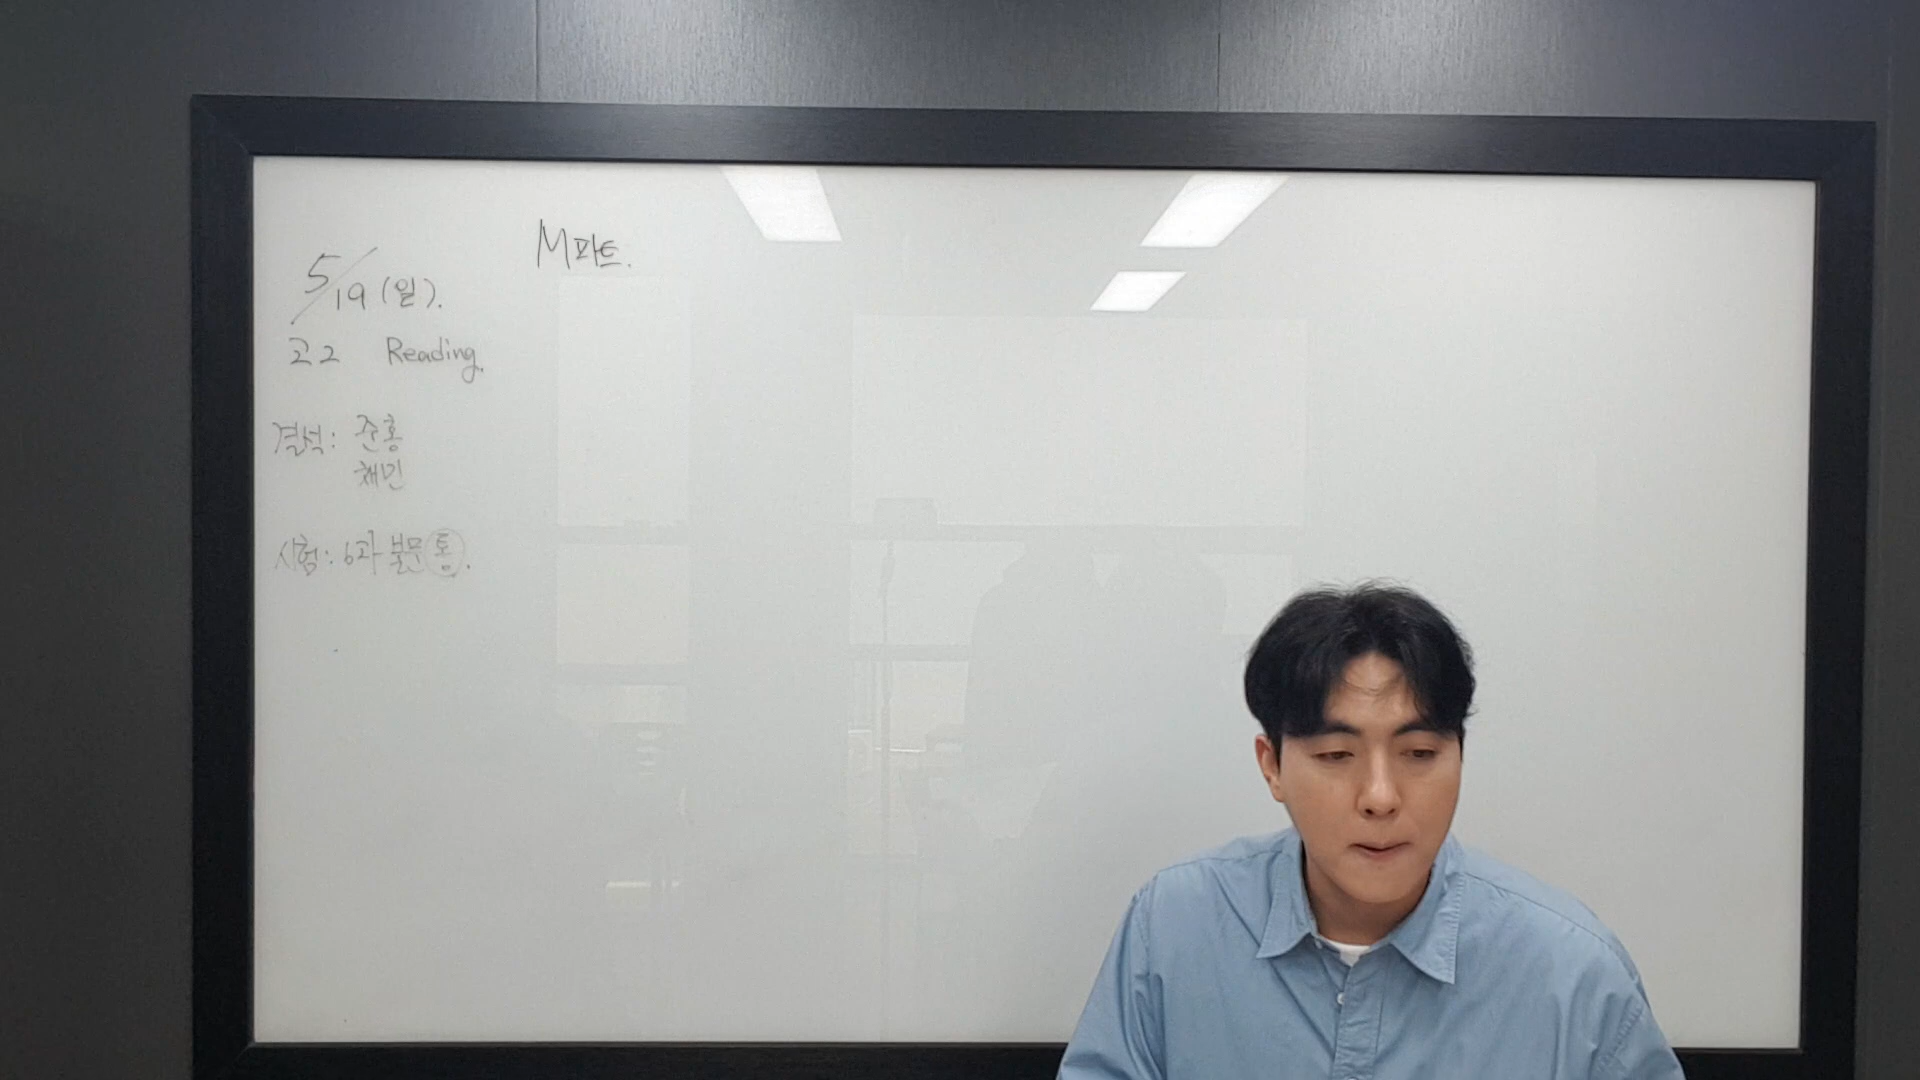 5/19 (일).
고2 Reading.
결석: 준홍
채민
시험: 6과 본문 통.
M파트.